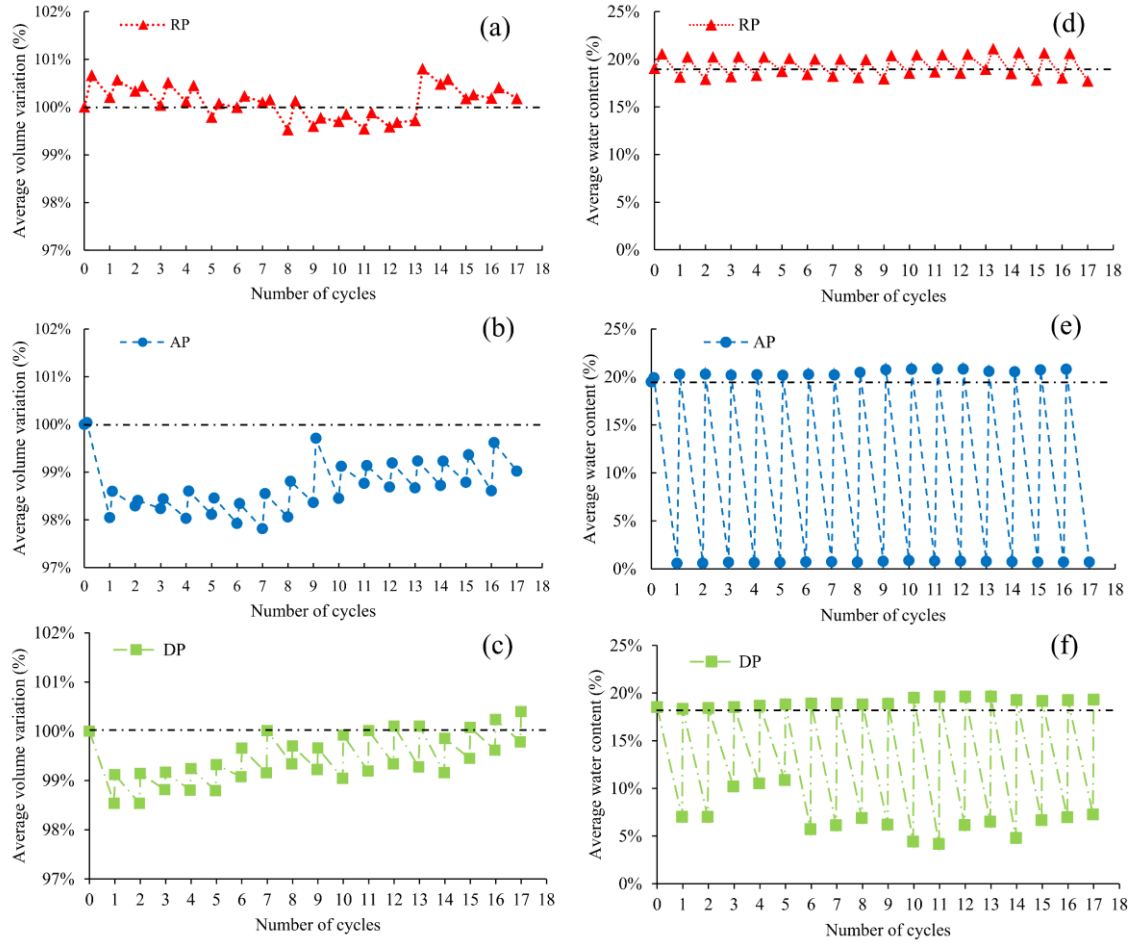 (a)
RP
Average volume variation (%)
102%
101%
100%
99%
98%
97%
0 1 2 3 4 5 6 7 8 9 10 11 12 13 14 15 16 17 18
Number of cycles
(d)
RP
Average water content (%)
25%
20%
15%
10%
5%
0%
0 1 2 3 4 5 6 7 8 9 10 11 12 13 14 15 16 17 18
Number of cycles
(b)
AP
Average volume variation (%)
102%
101%
100%
99%
98%
97%
0 1 2 3 4 5 6 7 8 9 10 11 12 13 14 15 16 17 18
Number of cycles
(e)
AP
Average water content (%)
25%
20%
15%
10%
5%
0%
0 1 2 3 4 5 6 7 8 9 10 11 12 13 14 15 16 17 18
Number of cycles
(c)
DP
Average volume variation (%)
102%
101%
100%
99%
98%
97%
0 1 2 3 4 5 6 7 8 9 10 11 12 13 14 15 16 17 18
Number of cycles
(f)
DP
Average water content (%)
25%
20%
15%
10%
5%
0%
0 1 2 3 4 5 6 7 8 9 10 11 12 13 14 15 16 17 18
Number of cycles